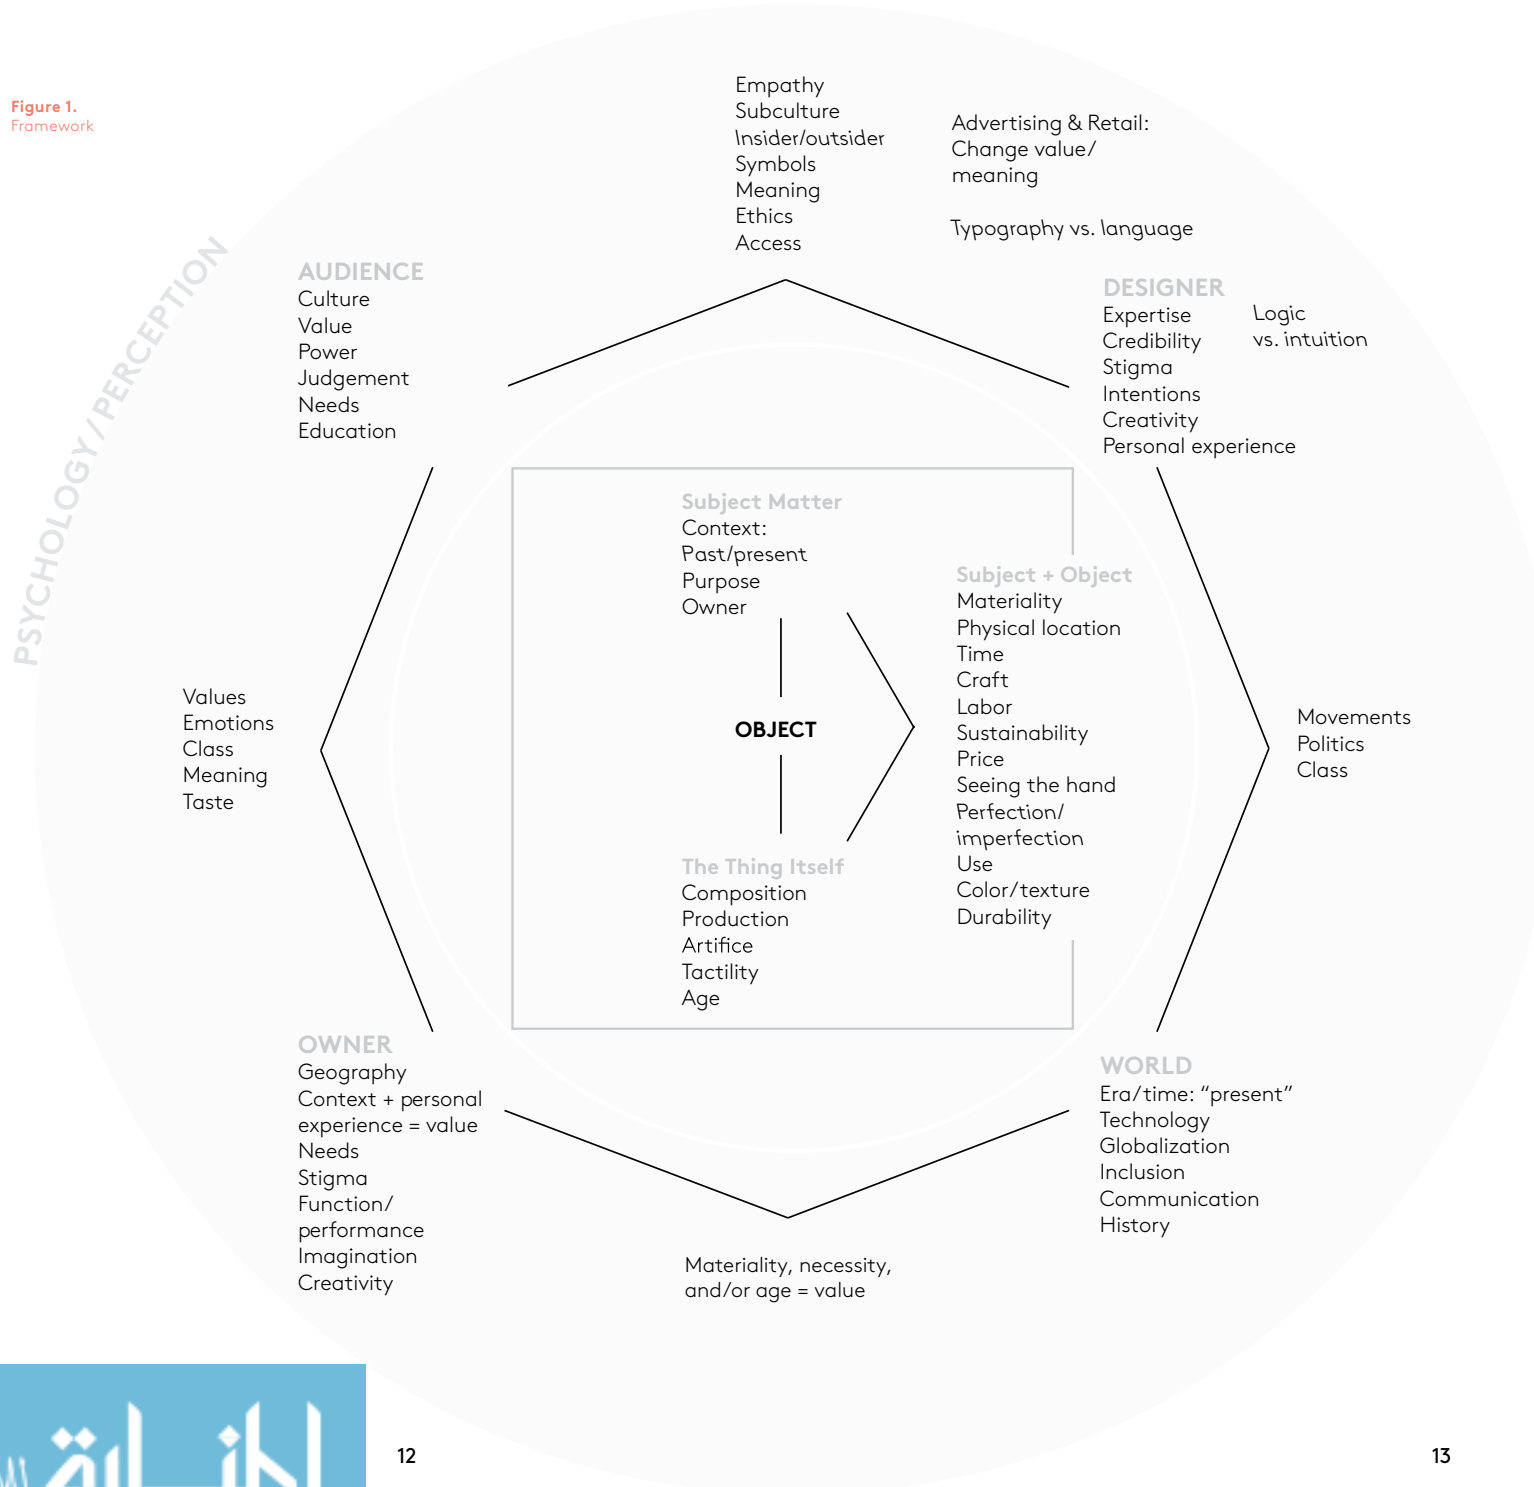 Figure 1.
Framework
PSYCHOLOGY/PERCEPTION
Empathy
Subculture
Insider/outsider
Symbols
Meaning
Ethics
Access
Advertising & Retail:
Change value/
meaning
Typography vs. language
AUDIENCE
Culture
Value
Power
Judgement
Needs
Education
DESIGNER
Expertise
Credibility
Stigma
Intentions
Creativity
Personal experience
Logic
vs. intuition
Subject Matter
Context:
Past/present
Purpose
Owner
OBJECT
The Thing Itself
Composition
Production
Artifice
Tactility
Age
Subject + Object
Materiality
Physical location
Time
Craft
Labor
Sustainability
Price
Seeing the hand
Perfection/
imperfection
Use
Color/texture
Durability
Values
Emotions
Class
Meaning
Taste
Movements
Politics
Class
OWNER
Geography
Context + personal
experience = value
Needs
Stigma
Function/
performance
Imagination
Creativity
WORLD
Era/time: “present”
Technology
Globalization
Inclusion
Communication
History
Materiality, necessity,
and/or age = value
12
13